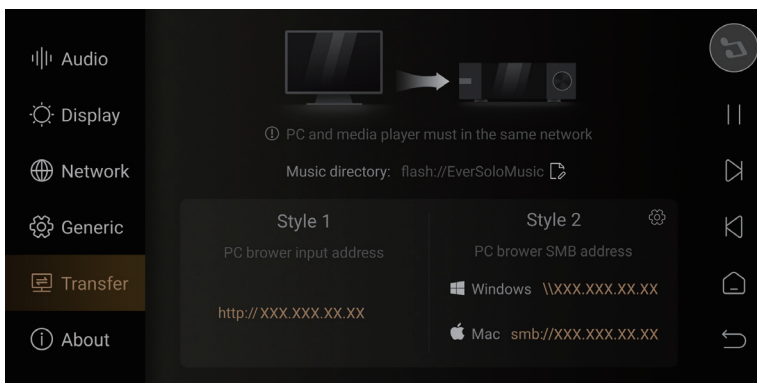 Audio
Display
Network
Generic
Transfer
About
PC and media player must in the same network
Music directory: flash://EverSoloMusic
Style 1
PC brower input address
http://XXX.XXX.XX.XX
Style 2
PC brower SMB address
Windows \\XXX.XXX.XX.XX
Mac smb://XXX.XXX.XX.XX